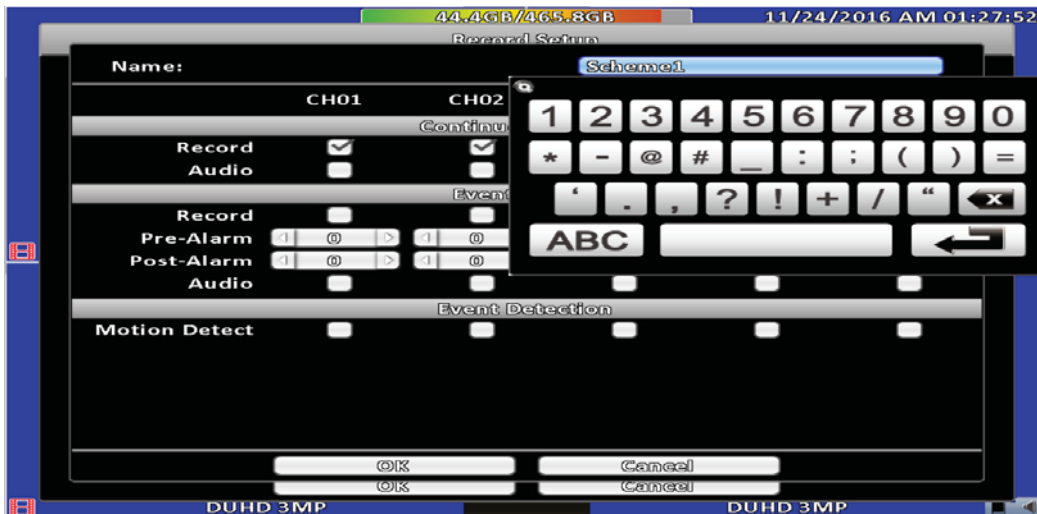 44.4GB/465.8GB 11/24/2016 AM 01:27:52
Record Setup
Name: Scheme1
CH01 CH02
Continu
Record
Audio
Event
Record
Pre-Alarm 0 0
Post-Alarm 0 0
Audio
Event Detection
Motion Detect
1 2 3 4 5 6 7 8 9 0
* - @ # _ : ; ( ) =
‘ . , ? ! + / “ x
ABC
OK Cancel
OK Cancel
DUHD 3MP DUHD 3MP